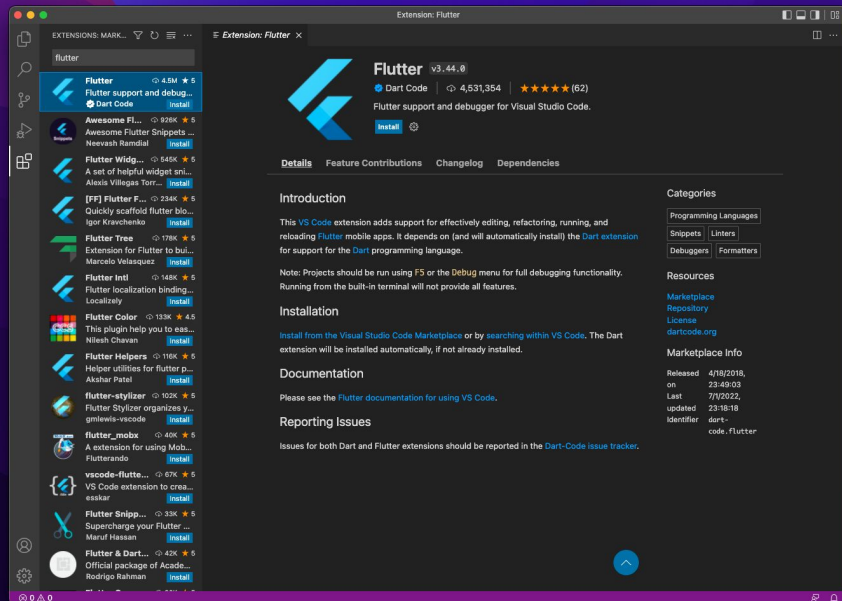 Extension: Flutter
EXTENSIONS: MARK...
flutter
Flutter 4.5M ★ 5
Flutter support and debug...
Dart Code Install
Awesome Fl... 926K ★ 5
Awesome Flutter Snippets ...
Neevash Ramdial Install
Flutter Widg... 545K ★ 5
A set of helpful widget sni...
Alexis Villegas Torr... Install
[FF] Flutter F... 234K ★ 5
Quickly scaffold flutter blo...
Igor Kravchenko Install
Flutter Tree 176K ★ 5
Extension for Flutter to bui...
Marcelo Velasquez Install
Flutter Intl 148K ★ 5
Flutter localization binding...
Localizely Install
Flutter Color 133K ★ 4.5
This plugin help you to eas...
Nilesh Chavan Install
Flutter Helpers 116K ★ 5
Helper utilities for flutter p...
Akshar Patel Install
flutter-stylizer 102K ★ 5
Flutter Stylizer organizes y...
gmlewis-vscode Install
flutter_mobx 40K ★ 5
A extension for using Mob...
Flutterando Install
vscode-flutte... 67K ★ 5
VS Code extension to crea...
esskar Install
Flutter Snipp... 33K ★ 5
Supercharge your Flutter ...
Maruf Hassan Install
Flutter & Dart... 42K ★ 5
Official package of Acade...
Rodrigo Rahman Install
Extension: Flutter
Flutter v3.44.0
Dart Code | 4,531,354 | ★★★★★ (62)
Flutter support and debugger for Visual Studio Code.
Install
Details Feature Contributions Changelog Dependencies
Introduction
This VS Code extension adds support for effectively editing, refactoring, running, and
reloading Flutter mobile apps. It depends on (and will automatically install) the Dart extension
for support for the Dart programming language.
Note: Projects should be run using F5 or the Debug menu for full debugging functionality.
Running from the built-in terminal will not provide all features.
Installation
Install from the Visual Studio Code Marketplace or by searching within VS Code. The Dart
extension will be installed automatically, if not already installed.
Documentation
Please see the Flutter documentation for using VS Code.
Reporting Issues
Issues for both Dart and Flutter extensions should be reported in the Dart-Code issue tracker.
Categories
Programming Languages
Snippets Linters
Debuggers Formatters
Resources
Marketplace
Repository
License
dartcode.org
Marketplace Info
Released 4/18/2018,
on 23:49:03
Last 7/1/2022,
updated 23:18:18
Identifier dart-
code.flutter
0 0